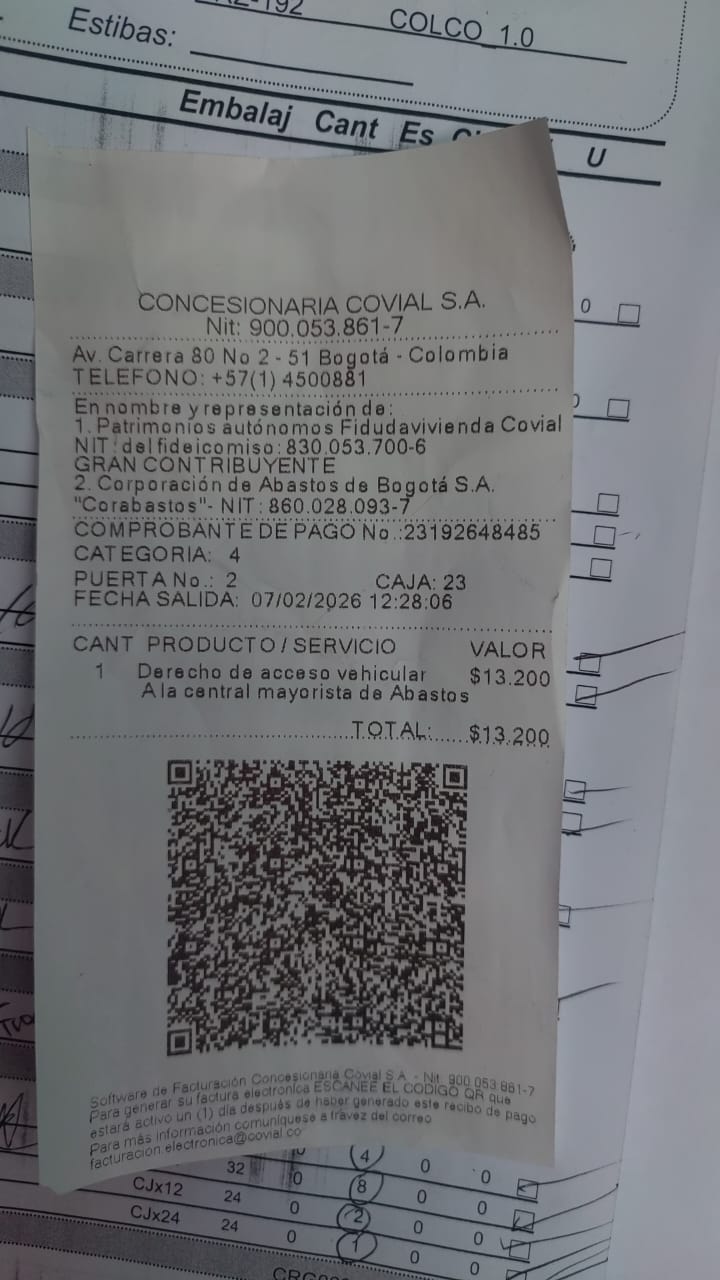 COLCO_1.0
Estibas:
Embalaj Cant Es U
CONCESIONARIA COVIAL S.A.
Nit: 900.053.861-7
Av. Carrera 80 No 2 - 51 Bogotá - Colombia
TELEFONO: +57(1) 4500881
En nombre y representación de:
1. Patrimonios autónomos Fidudavivienda Covial
NIT: del fideicomiso: 830.053.700-6
GRAN CONTRIBUYENTE
2. Corporación de Abastos de Bogotá S.A.
"Corabastos"- NIT: 860.028.093-7
COMPROBANTE DE PAGO No.:23192648485
CATEGORIA: 4
PUERTA No.: 2 CAJA: 23
FECHA SALIDA: 07/02/2026 12:28:06
CANT PRODUCTO / SERVICIO VALOR
1 Derecho de acceso vehicular $13.200
A la central mayorista de Abastos
TOTAL: $13.200
Software de Facturación Concesionaria Covial S.A. - Nit. 900.053.861-7
Para generar su factura electronica ESCANEE EL CODIGO QR que
estará activo un (1) día después de haber generado este recibo de pago
Para más información comuníquese a travez del correo
facturacion.electronica@covial.co
32 0 4 0 0
CJx12 24 0 8 0 0
CJx24 24 0 2 0 0
0 1 0 0